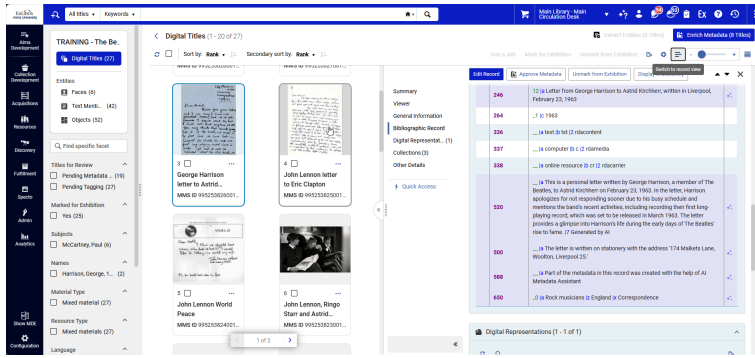 ExLibris
Alma University
All titles
Keywords
Main Library - Main
Circulation Desk
Alma
Development
Collection
Development
Acquisitions
Resources
Discovery
Fulfillment
Specto
Admin
Analytics
Show MDE
Configuration
TRAINING - The Be..
Digital Titles (27)
Entities
Faces (6)
Text Menti... (42)
Objects (52)
Find specific facet
Titles for Review
Pending Metadata ... (19)
Pending Tagging (27)
Marked for Exhibition
Yes (25)
Subjects
McCartney, Paul (6)
Names
Harrison, George, 1... (2)
Material Type
Mixed material (27)
Resource Type
Mixed materials (27)
Language
Digital Titles (1 - 20 of 27)
Extract Entities (0 Titles)
Enrich Metadata (8 Titles)
Sort by: Rank
Secondary sort by: Rank
Run a Job
Mark for Exhibition
Unmark from Exhibition
Switch to record view
3
George Harrison
letter to Astrid...
MMS ID 995253826001...
4
John Lennon letter
to Eric Clapton
MMS ID 995253825001...
5
John Lennon World
Peace
MMS ID 995253824001...
6
John Lennon, Ringo
Starr and Astrid...
MMS ID 995253823001...
1 of 2
Summary
Viewer
General Information
Bibliographic Record
Digital Representat... (1)
Collections (3)
Other Details
Quick Access
Edit Record
Approve Metadata
Unmark from Exhibition
246
12 |a Letter from George Harrison to Astrid Kirchherr, written in Liverpool,
February 23, 1963
_1 |c 1963
336
__ |a text |b txt |2 rdacontent
337
__ |a computer |b c |2 rdamedia
338
__ |a online resource |b cr |2 rdacarrier
520
__ |a This is a personal letter written by George Harrison, a member of The
Beatles, to Astrid Kirchherr on February 23, 1963. In the letter, Harrison
apologizes for not responding sooner due to his busy schedule and
mentions the band's recent activities, including recording their first long-
playing record, which was set to be released in March 1963. The letter
provides a glimpse into Harrison's life during the early days of The Beatles'
rise to fame. |7 Generated by AI
500
__ |a The letter is written on stationery with the address '174 Malkets Lane,
Woolton, Liverpool 25.'
588
__ |a Part of the metadata in this record was created with the help of AI
Metadata Assistant
650
_0 |a Rock musicians |z England |x Correspondence
Digital Representations (1 - 1 of 1)